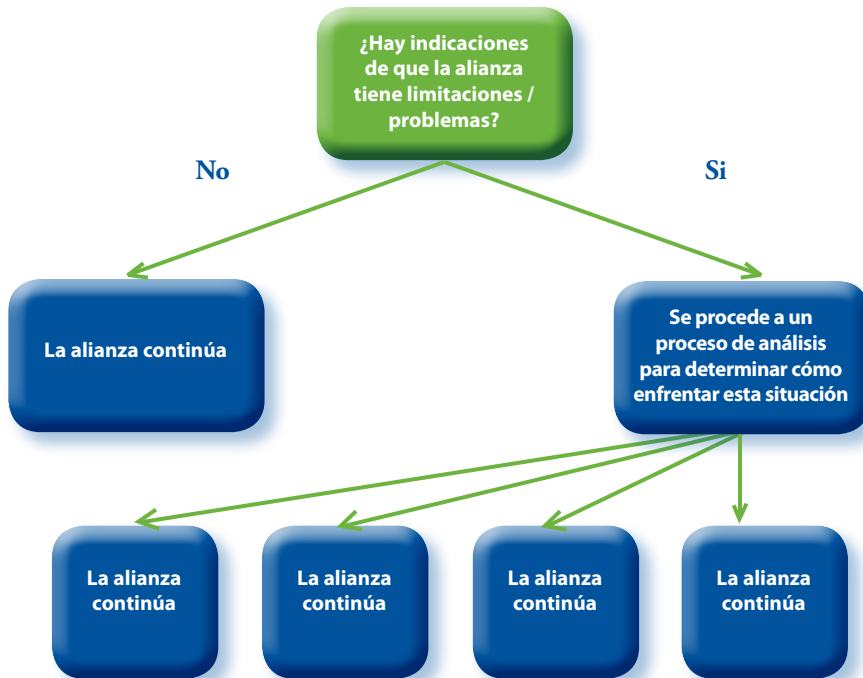 ¿Hay indicaciones
de que la alianza
tiene limitaciones /
problemas?
No
Si
La alianza continúa
Se procede a un
proceso de análisis
para determinar cómo
enfrentar esta situación
La alianza
continúa
La alianza
continúa
La alianza
continúa
La alianza
continúa